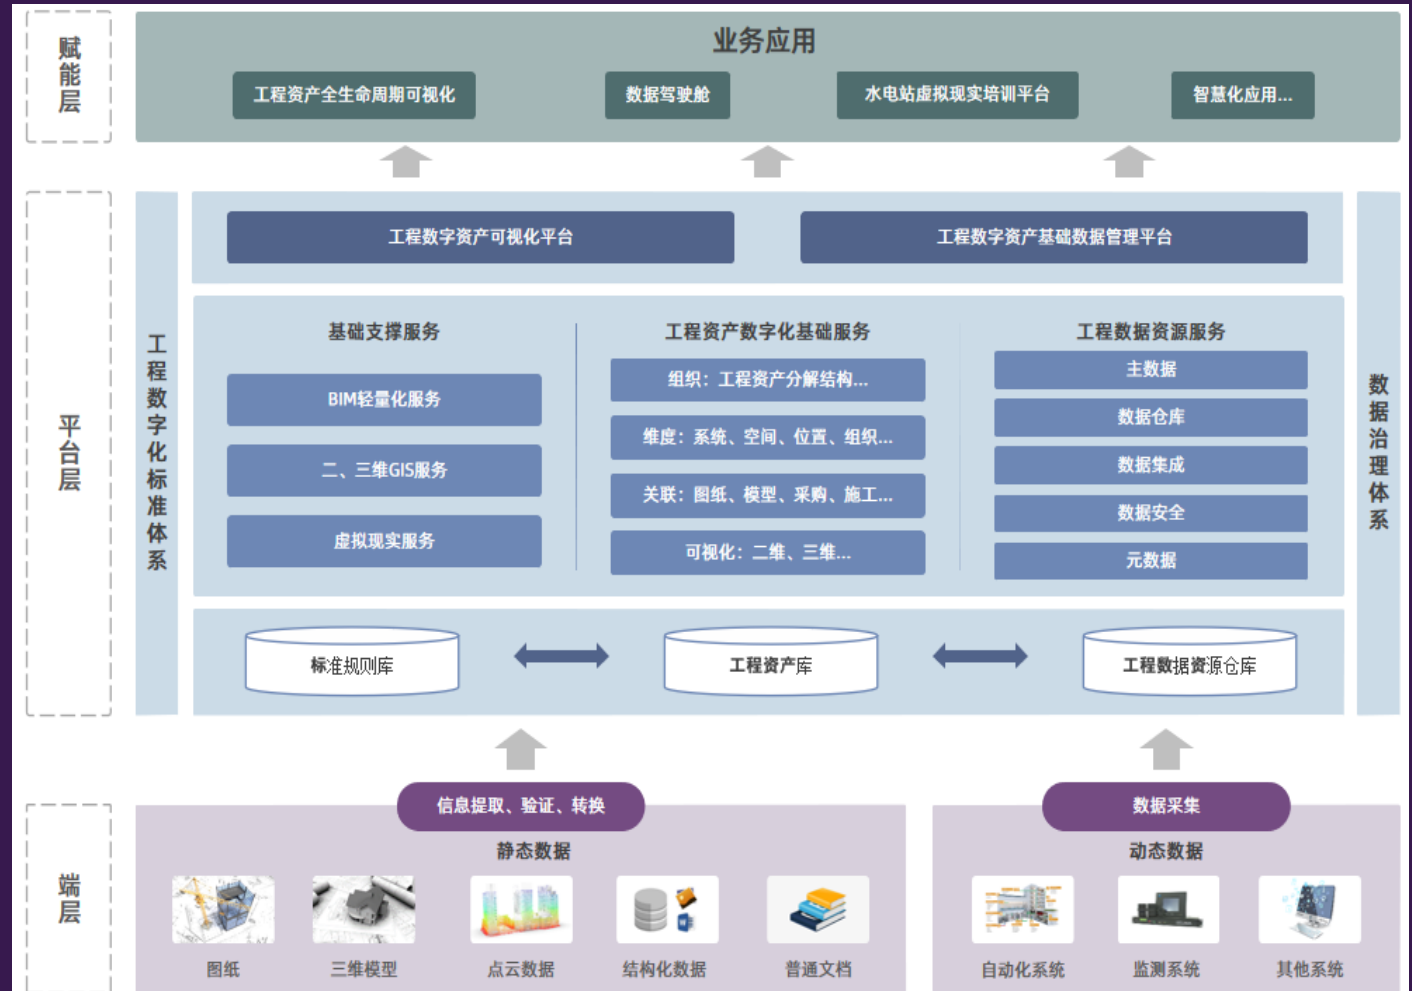 赋能层
业务应用
工程资产全生命周期可视化
数据驾驶舱
水电站虚拟现实培训平台
智慧化应用...
平台层
工程数字化标准体系
工程数字资产可视化平台
工程数字资产基础数据管理平台
基础支撑服务
BIM轻量化服务
二、三维GIS服务
虚拟现实服务
工程资产数字化基础服务
组织：工程资产分解结构...
维度：系统、空间、位置、组织...
关联：图纸、模型、采购、施工...
可视化：二维、三维...
工程数据资源服务
主数据
数据仓库
数据集成
数据安全
元数据
数据治理体系
标准规则库
工程资产库
工程数据资源仓库
端层
信息提取、验证、转换
静态数据
图纸
三维模型
点云数据
结构化数据
普通文档
数据采集
动态数据
自动化系统
监测系统
其他系统